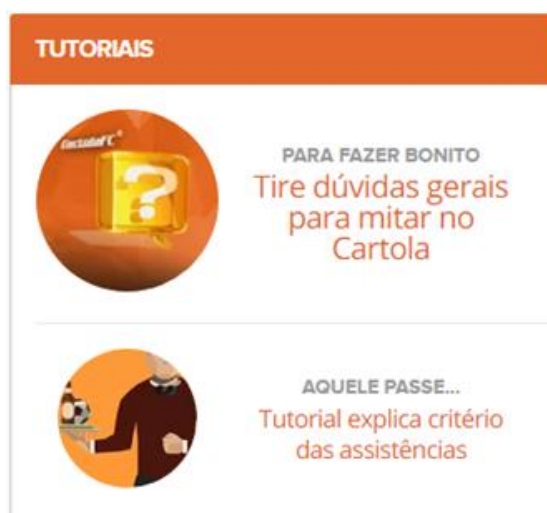 TUTORIAIS
CartolaFC
?
PARA FAZER BONITO
Tire dúvidas gerais
para mitar no
Cartola
AQUELE PASSE...
Tutorial explica critério
das assistências